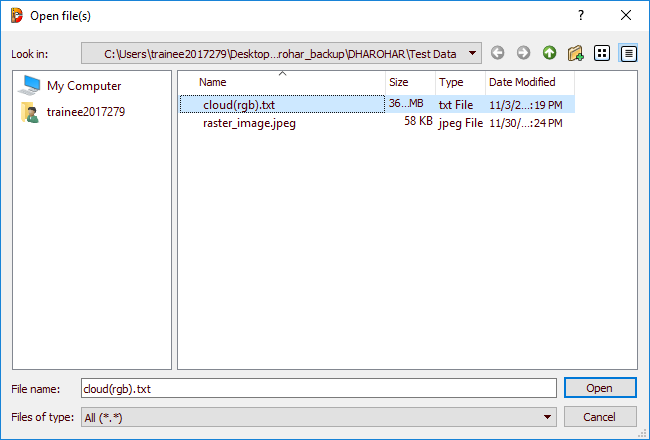 Open file(s)
?
Look in: C:\Users\trainee2017279\Desktop...rohar_backup\DHAROHAR\Test Data
My Computer
trainee2017279
Name Size Type Date Modified
cloud(rgb).txt 36...MB txt File 11/3/2...:19 PM
raster_image.jpeg 58 KB jpeg File 11/30/...:24 PM
File name: cloud(rgb).txt Open
Files of type: All (*.*) Cancel